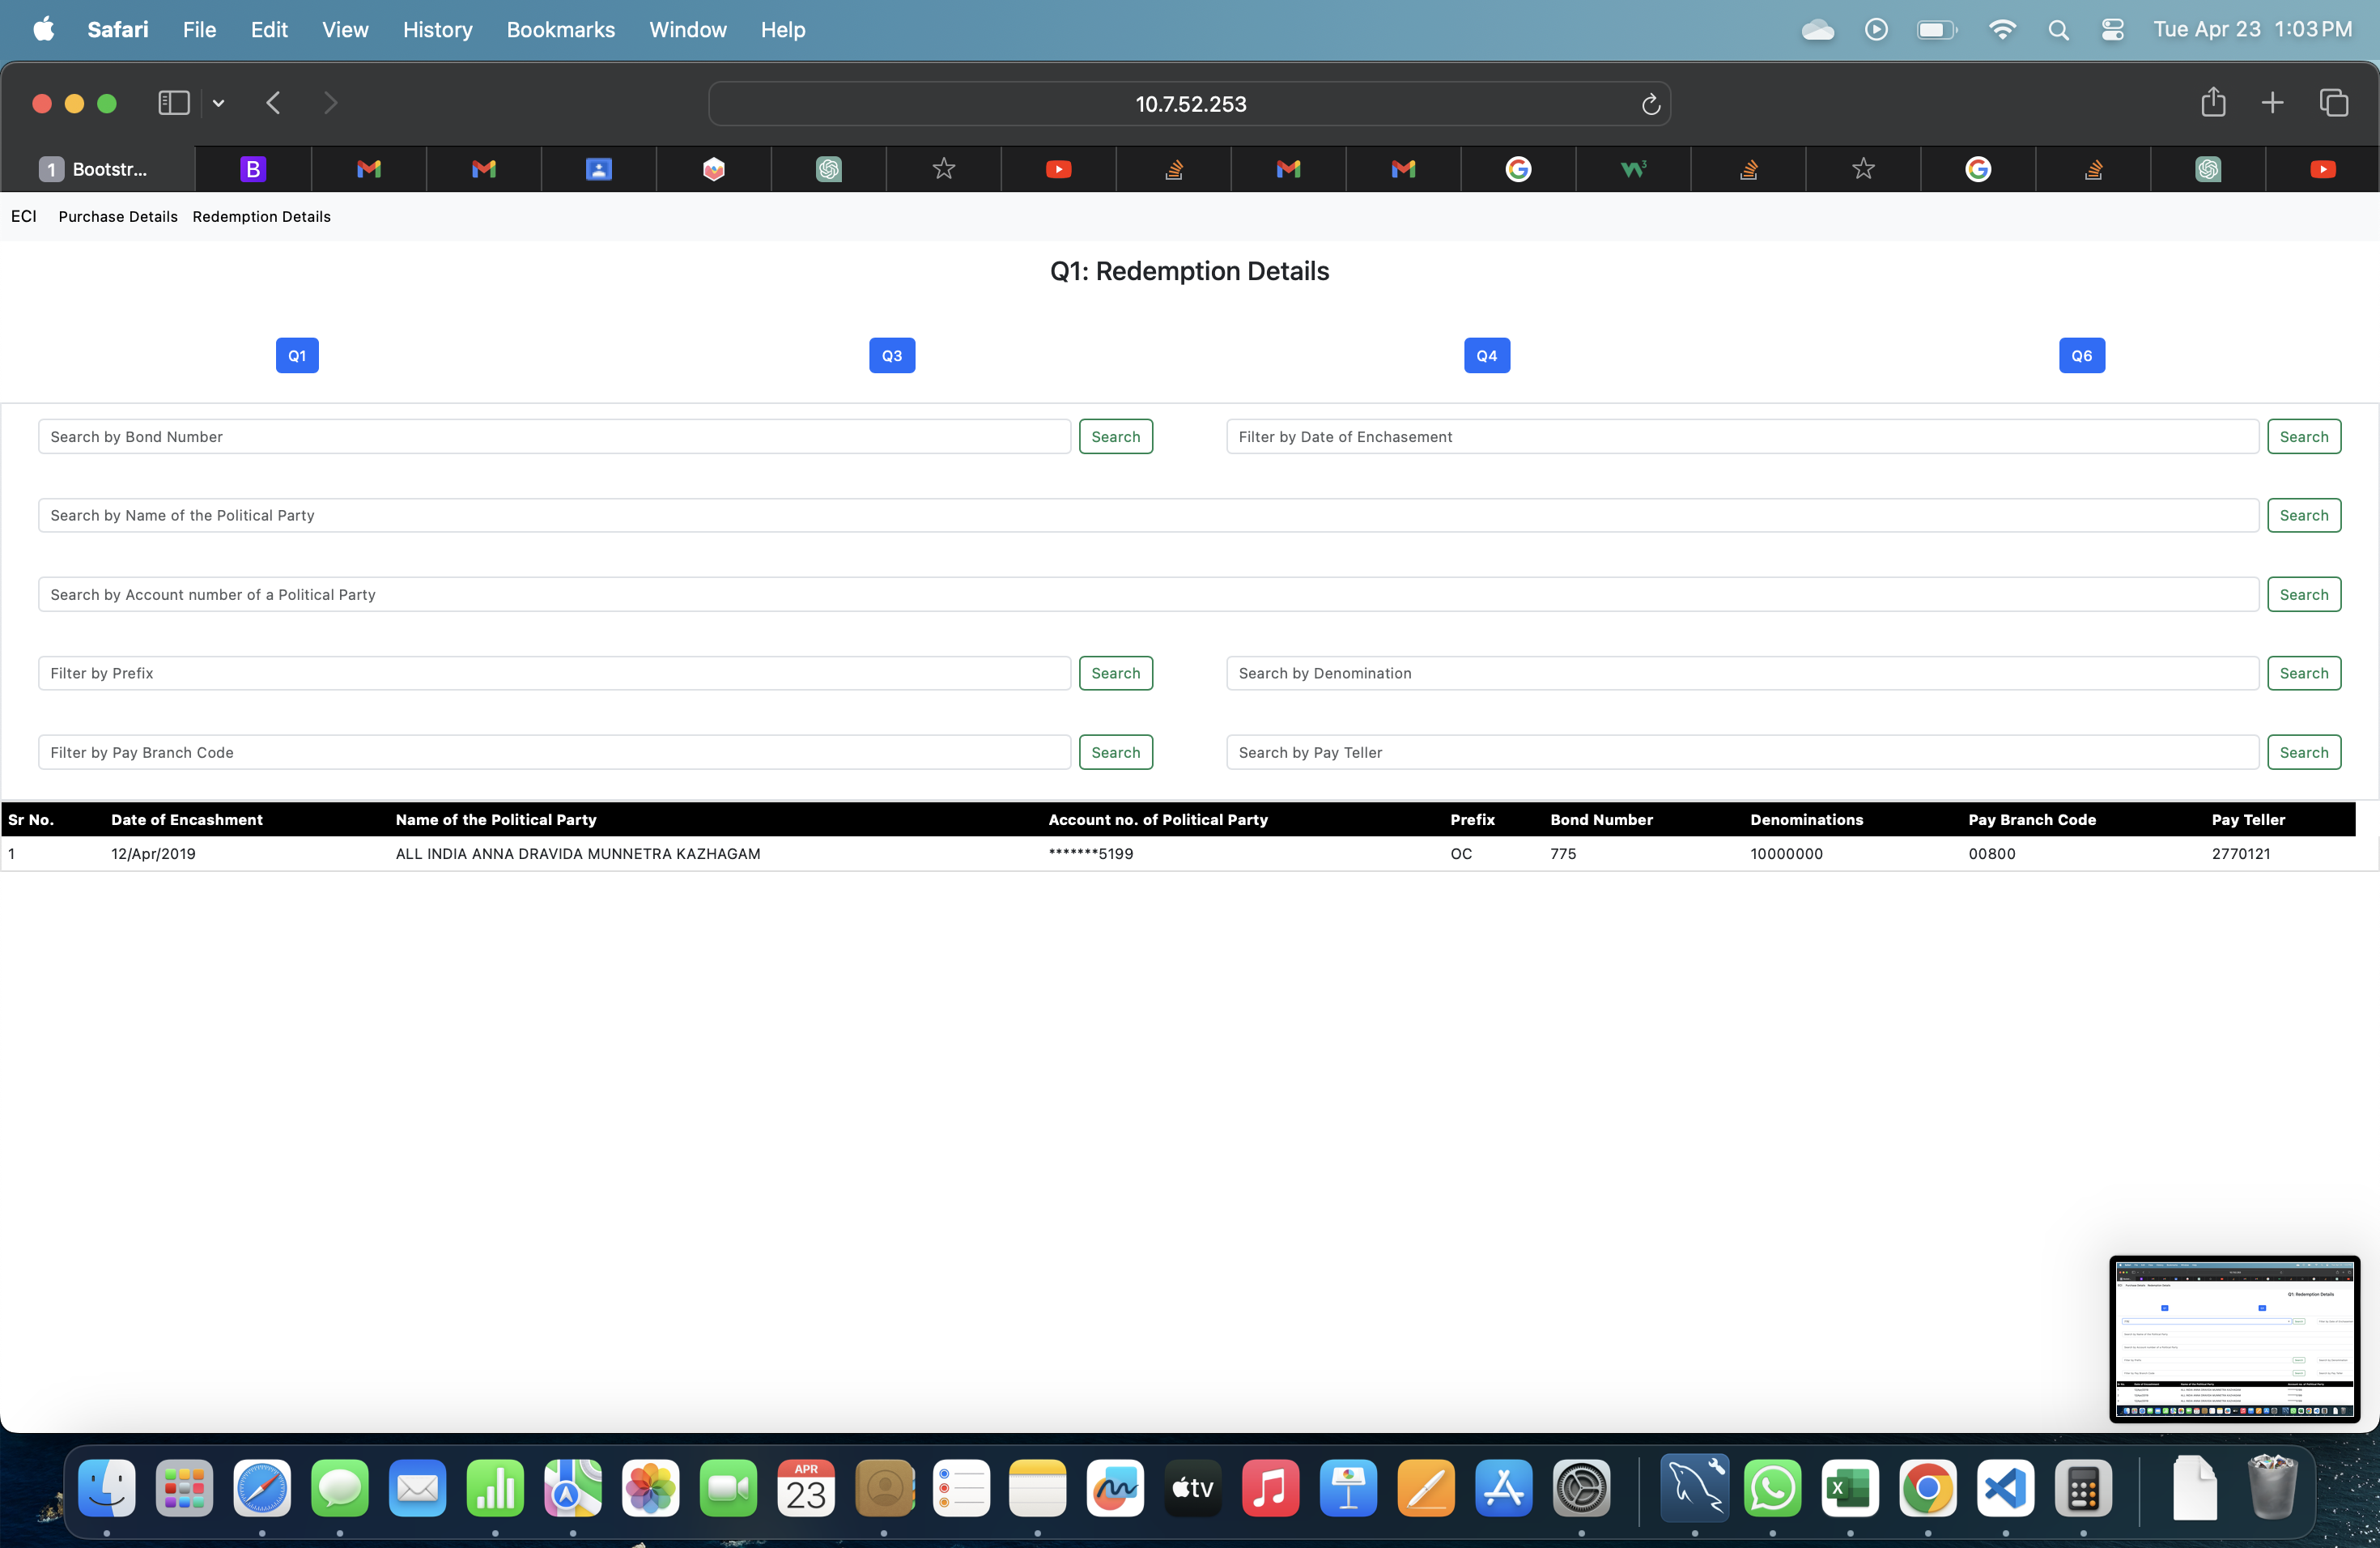 Safari File Edit View History Bookmarks Window Help Tue Apr 23 1:03 PM
10.7.52.253
1 Bootstr... B
ECI Purchase Details Redemption Details
Q1: Redemption Details
Q1 Q3 Q4 Q6
Search by Bond Number Search Filter by Date of Enchasement Search
Search by Name of the Political Party Search
Search by Account number of a Political Party Search
Filter by Prefix Search Search by Denomination Search
Filter by Pay Branch Code Search Search by Pay Teller Search
Sr No. Date of Encashment Name of the Political Party Account no. of Political Party Prefix Bond Number Denominations Pay Branch Code Pay Teller
1 12/Apr/2019 ALL INDIA ANNA DRAVIDA MUNNETRA KAZHAGAM *******5199 OC 775 10000000 00800 2770121
Q1: Redemption Details
APR
23
tv
X